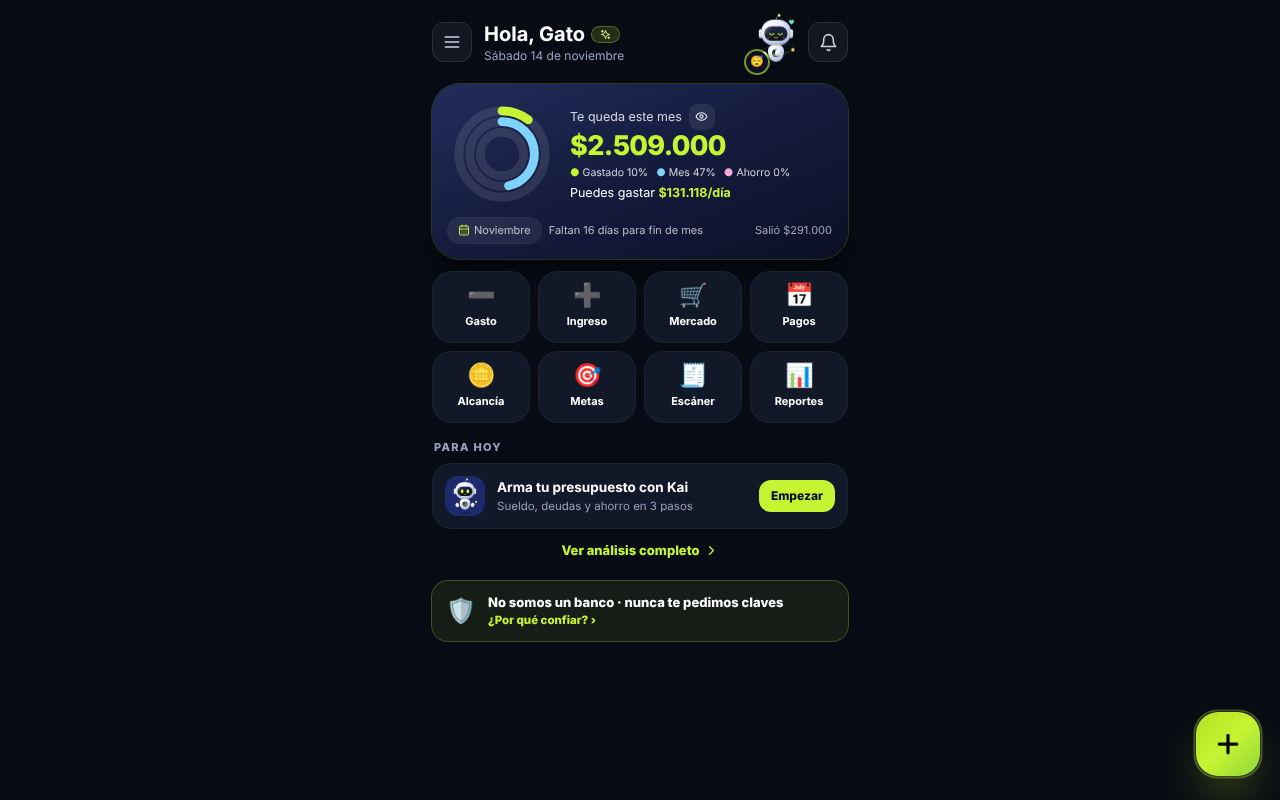 Hola, Gato
Sábado 14 de noviembre
Te queda este mes
$2.509.000
Gastado 10% Mes 47% Ahorro 0%
Puedes gastar $131.118/día
Noviembre Faltan 16 días para fin de mes Salió $291.000
Gasto Ingreso Mercado Pagos
Alcancía Metas Escáner Reportes
PARA HOY
Arma tu presupuesto con Kai
Sueldo, deudas y ahorro en 3 pasos
Empezar
Ver análisis completo
No somos un banco · nunca te pedimos claves
¿Por qué confiar? ›